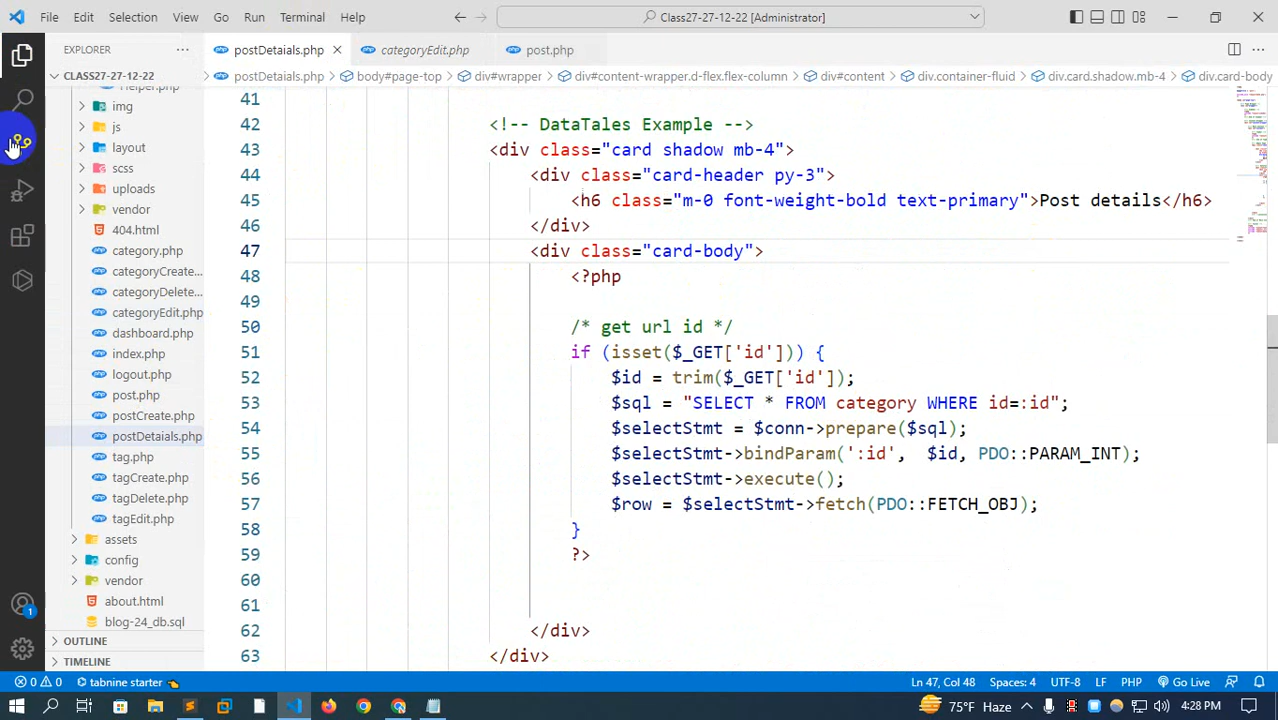 File Edit Selection View Go Run Terminal Help
Class27-27-12-22 [Administrator]
EXPLORER
postDetaials.php
categoryEdit.php
post.php
CLASS27-27-12-22
postDetaials.php > body#page-top > div#wrapper > div#content-wrapper.d-flex.flex-column > div#content > div.container-fluid > div.card.shadow.mb-4 > div.card-body
Helper.php
img
js
layout
scss
uploads
vendor
404.html
category.php
categoryCreate...
categoryDelete...
categoryEdit.php
dashboard.php
index.php
logout.php
post.php
postCreate.php
postDetaials.php
tag.php
tagCreate.php
tagDelete.php
tagEdit.php
assets
config
vendor
about.html
blog-24_db.sql
OUTLINE
TIMELINE
41
42 <!-- DataTales Example -->
43 <div class="card shadow mb-4">
44 <div class="card-header py-3">
45 <h6 class="m-0 font-weight-bold text-primary">Post details</h6>
46 </div>
47 <div class="card-body">
48 <?php
49
50 /* get url id */
51 if (isset($_GET['id'])) {
52 $id = trim($_GET['id']);
53 $sql = "SELECT * FROM category WHERE id=:id";
54 $selectStmt = $conn->prepare($sql);
55 $selectStmt->bindParam(':id',  $id, PDO::PARAM_INT);
56 $selectStmt->execute();
57 $row = $selectStmt->fetch(PDO::FETCH_OBJ);
58 }
59 ?>
60
61
62 </div>
63 </div>
1
0 0 tabnine starter
Ln 47, Col 48 Spaces: 4 UTF-8 LF PHP Go Live
75°F Haze 4:28 PM